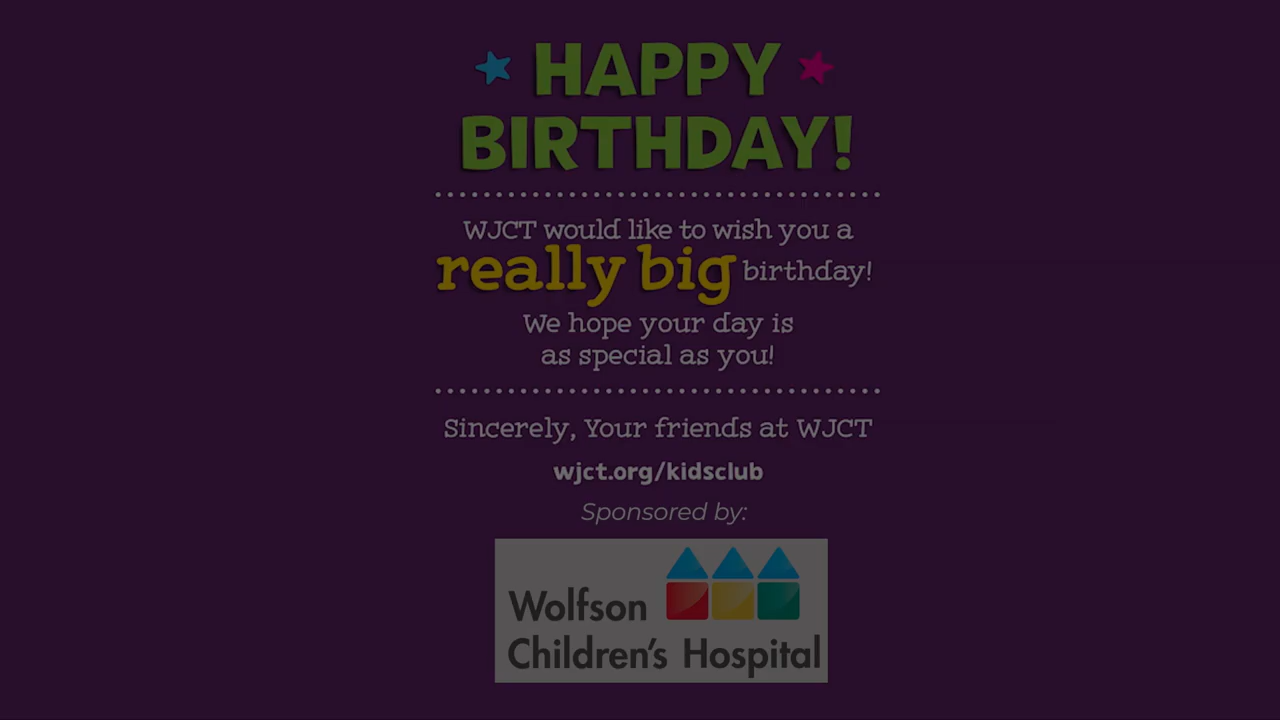 HAPPY
BIRTHDAY!
WJCT would like to wish you a
really big birthday!
We hope your day is
as special as you!
Sincerely, Your friends at WJCT
wjct.org/kidsclub
Sponsored by:
Wolfson
Children's Hospital